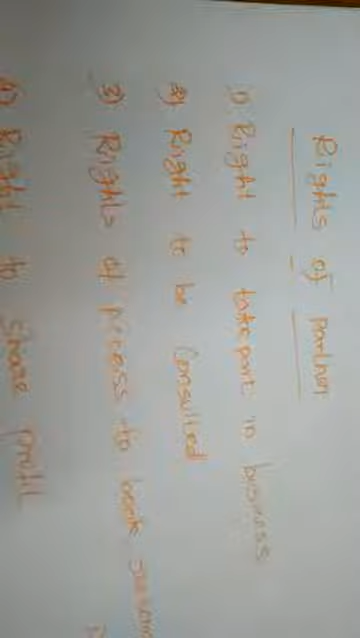 Rights of partner
1) Right to take part in business
2) Right to be Consulted
3) Rights of access to book
4) Right to share profit